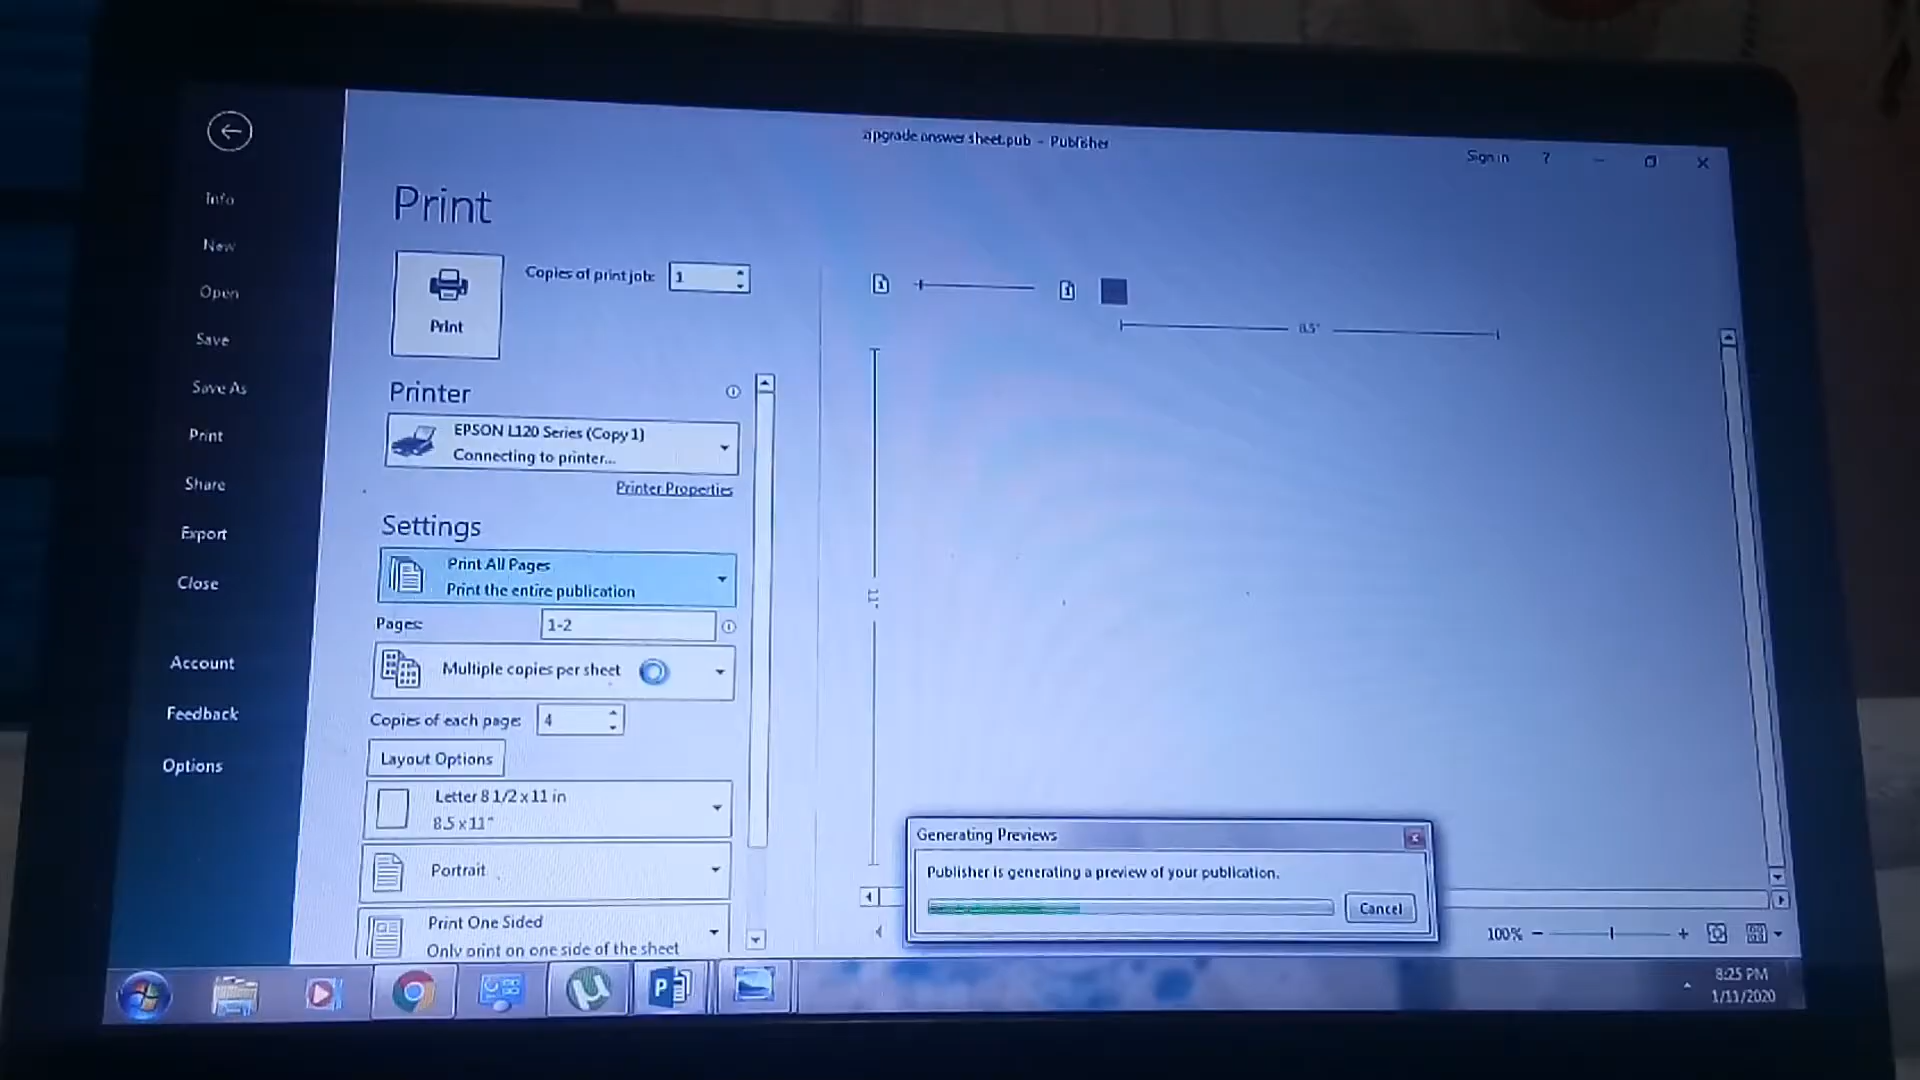 zipgrade answer sheet.pub - Publisher
Sign in ?
Info
New
Open
Save
Save As
Print
Share
Export
Close
Account
Feedback
Options
Print
Print
Copies of print job: 1
Printer
EPSON L120 Series (Copy 1)
Connecting to printer...
Printer Properties
Settings
Print All Pages
Print the entire publication
Pages: 1-2
Multiple copies per sheet
Copies of each page: 4
Layout Options
Letter 8 1/2 x 11 in
8.5 x 11"
Portrait
Print One Sided
Only print on one side of the sheet
1
1
8.5"
11"
Generating Previews
Publisher is generating a preview of your publication.
Cancel
100%
8:25 PM
1/11/2020